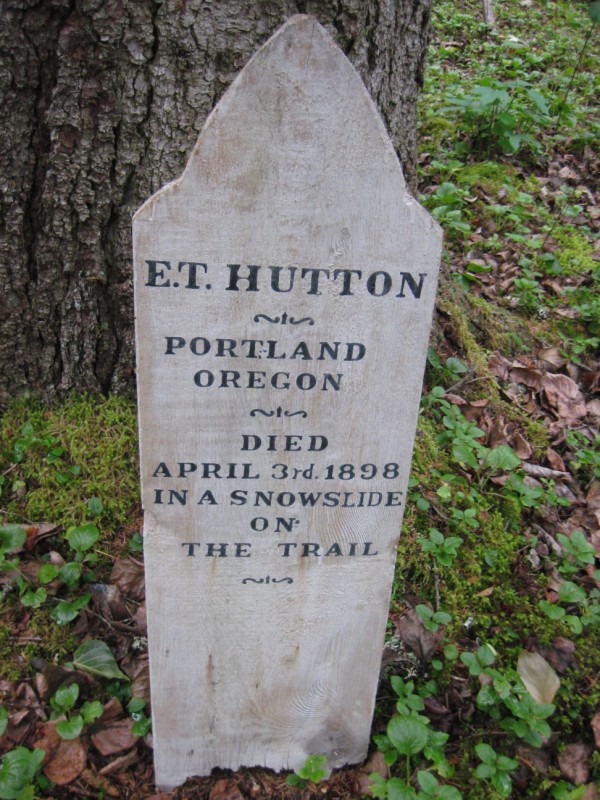 E.T. HUTTON
PORTLAND
OREGON
DIED
APRIL 3rd. 1898
IN A SNOWSLIDE
ON
THE TRAIL